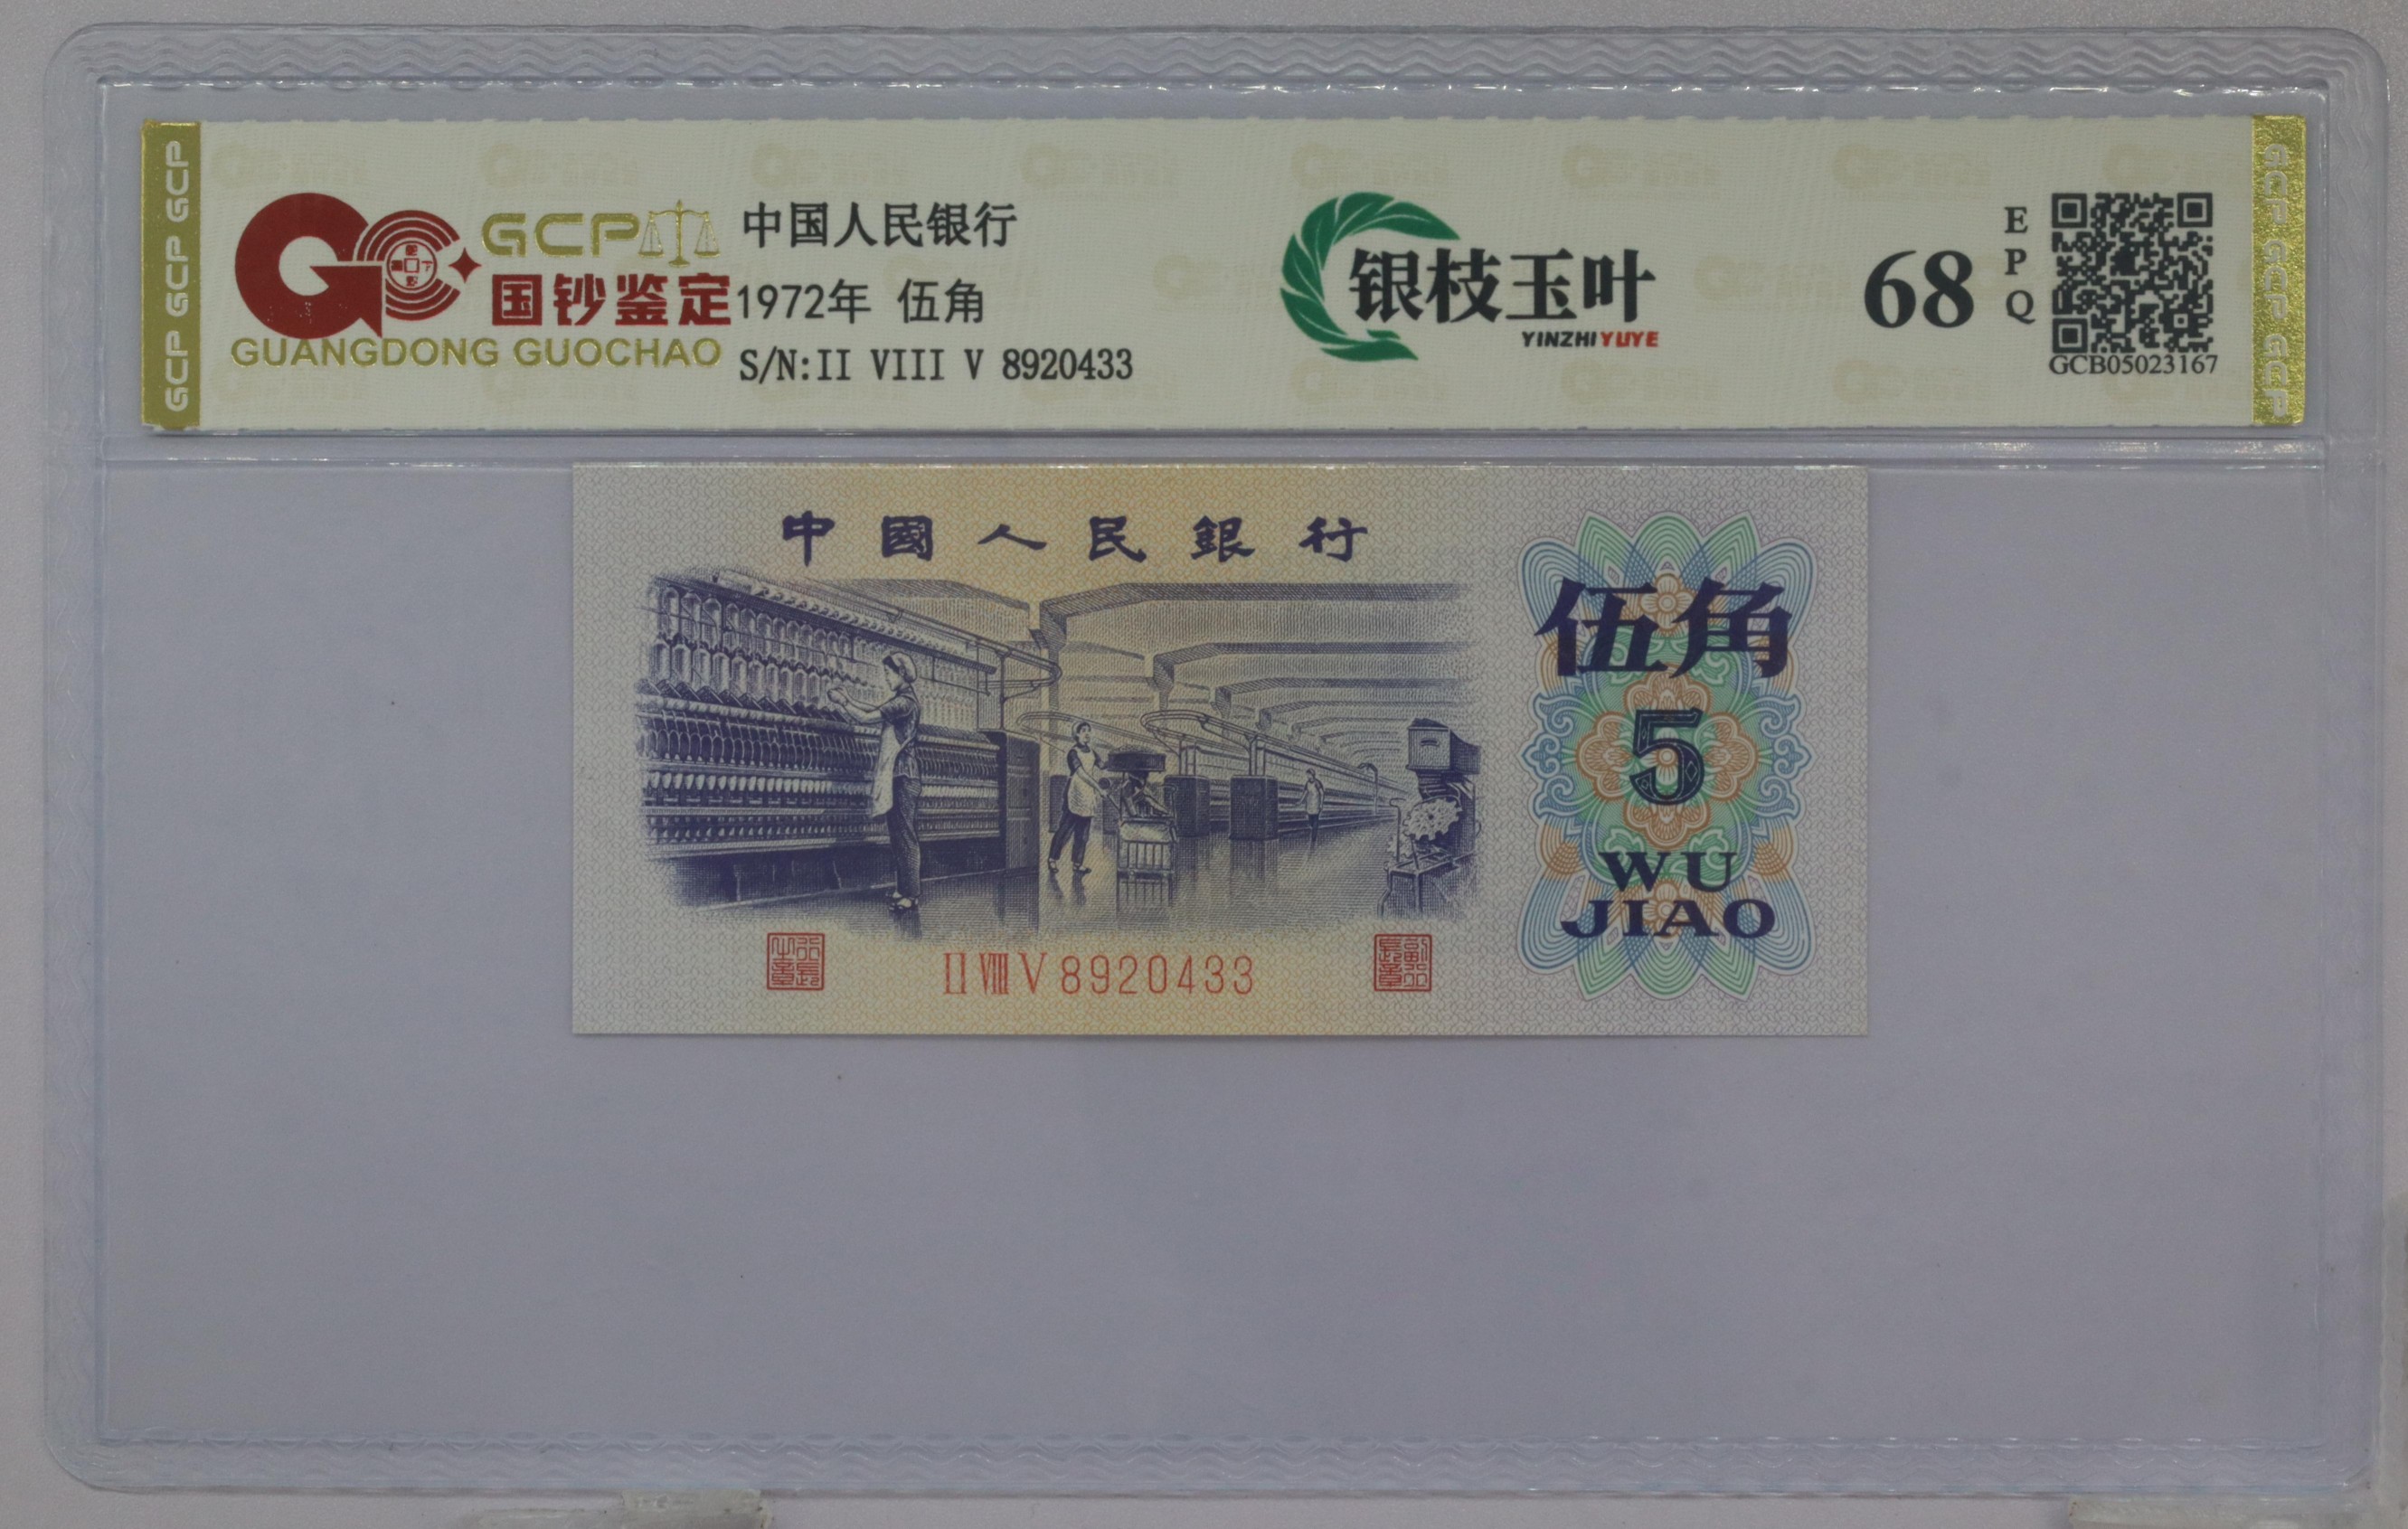 GCP GCP GCP
GCP
国钞鉴定
GUANGDONG GUOCHAO
中国人民银行
1972年 伍角
S/N:II VIII V 8920433
银枝玉叶
YINZHIYUYE
68
EPQ
GCB05023167
GCP GCP GCP
中國人民銀行
伍角
5
WU
JIAO
II VIII V 8920433